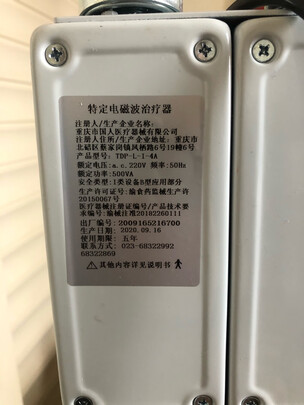 特定电磁波治疗器
注册人/生产企业名称:
重庆市国人医疗器械有限公司
注册人住所/生产企业地址: 重庆市
北碚区蔡家岗镇凤栖路6号19幢6号
产品型号: TDP-L-I-4A
额定电压:a.c.220V 频率:50Hz
额定功率:500VA
安全类型:I类设备B型应用部分
生产许可证号:渝食药监械生产许
20150067号
医疗器械注册证编号/产品技术要
求编号:渝械注准20182260111
出厂编号: 2009165216700
生产日期: 2020.09.16
使用期限: 五年
联系方式:023-68322992
68322869
其他内容详见说明书